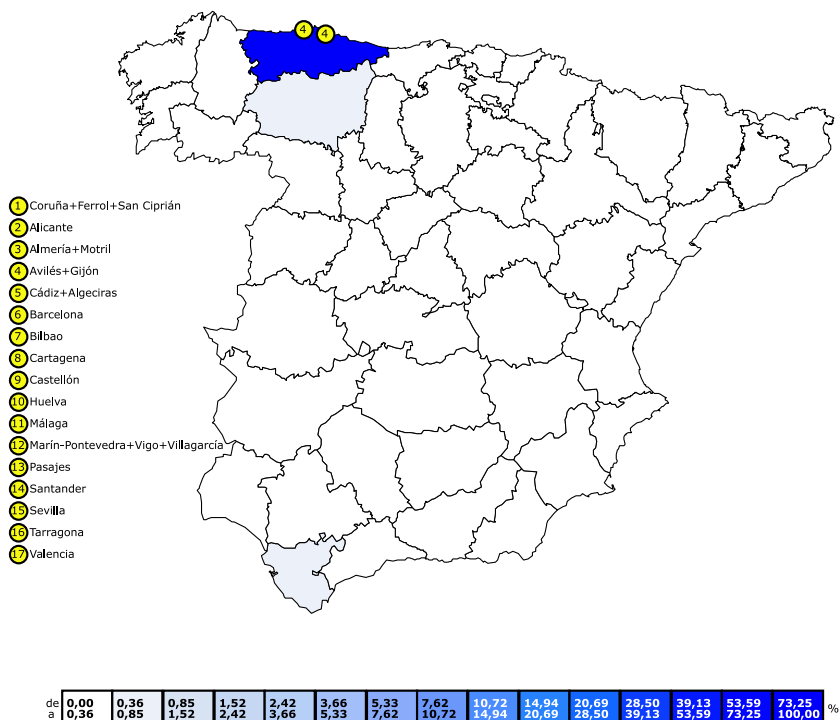 4 4
1 Coruña+Ferrol+San Ciprián
2 Alicante
3 Almería+Motril
4 Avilés+Gijón
5 Cádiz+Algeciras
6 Barcelona
7 Bilbao
8 Cartagena
9 Castellón
10 Huelva
11 Málaga
12 Marín-Pontevedra+Vigo+Villagarcía
13 Pasajes
14 Santander
15 Sevilla
16 Tarragona
17 Valencia
de 0,00 0,36 0,85 1,52 2,42 3,66 5,33 7,62 10,72 14,94 20,69 28,50 39,13 53,59 73,25 %
a 0,36 0,85 1,52 2,42 3,66 5,33 7,62 10,72 14,94 20,69 28,50 39,13 53,59 73,25 100,00